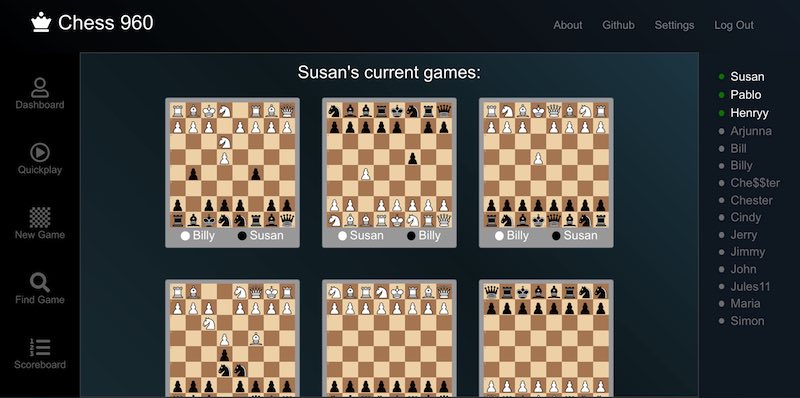 Chess 960
About Github Settings Log Out
Dashboard
Quickplay
New Game
Find Game
Scoreboard
Susan's current games:
Billy Susan
Susan Billy
Billy Susan
Susan
Pablo
Henryy
Arjunna
Bill
Billy
Che$$ter
Chester
Cindy
Jerry
Jimmy
John
Jules11
Maria
Simon